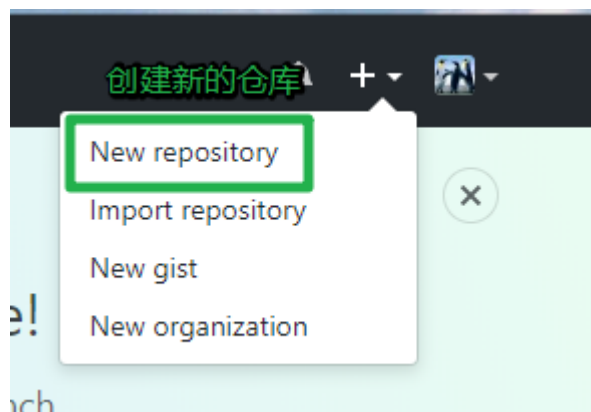 创建新的仓库
New repository
Import repository
New gist
New organization
e!